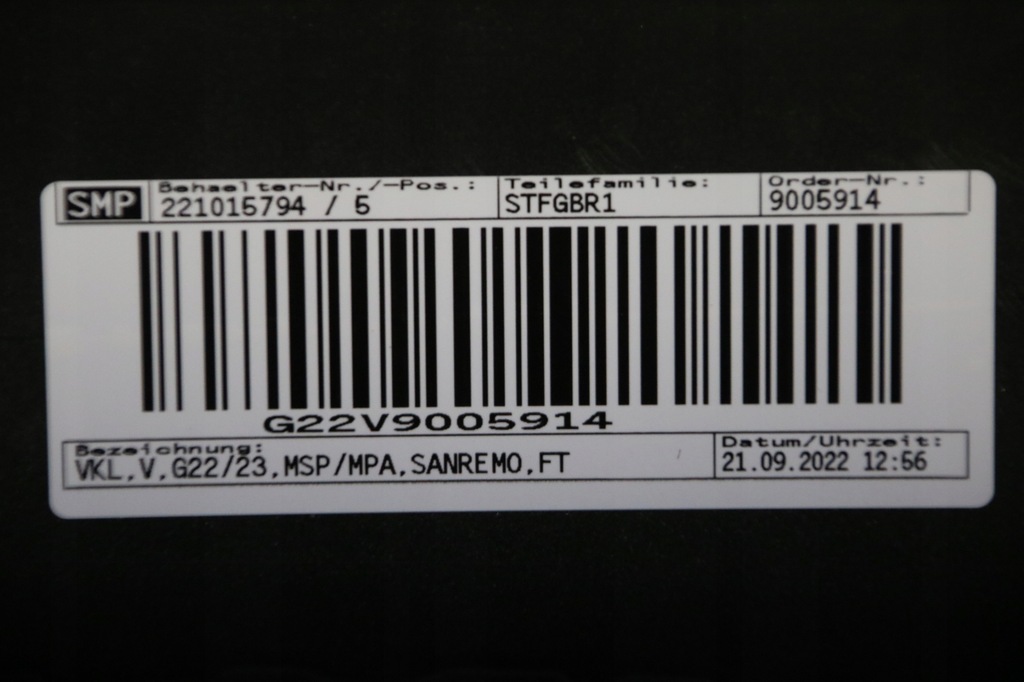 SMP
Behaelter-Nr./-Pos.: Teilefamilie: Order-Nr.:
221015794 / 5 STFGBR1 9005914
G22V9005914
Bezeichnung: Datum/Uhrzeit:
VKL,V,G22/23,MSP/MPA,SANREMO,FT 21.09.2022 12:56